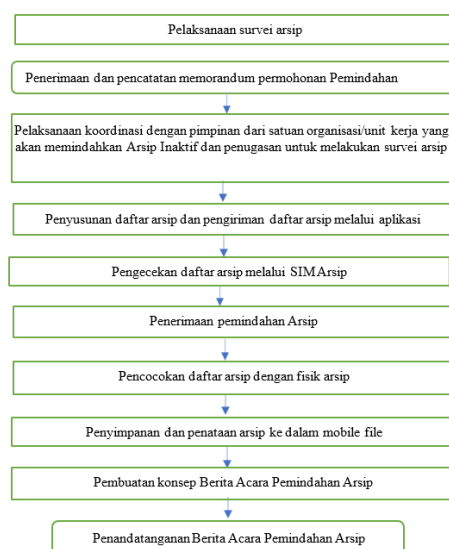 Pelaksanaan survei arsip
Penerimaan dan pencatatan memorandum permohonan Pemindahan
Pelaksanaan koordinasi dengan pimpinan dari satuan organisasi/unit kerja yang
akan memindahkan Arsip Inaktif dan penugasan untuk melakukan survei arsip
Penyusunan daftar arsip dan pengiriman daftar arsip melalui aplikasi
Pengecekan daftar arsip melalui SIMArsip
Penerimaan pemindahan Arsip
Pencocokan daftar arsip dengan fisik arsip
Penyimpanan dan penataan arsip ke dalam mobile file
Pembuatan konsep Berita Acara Pemindahan Arsip
Penandatanganan Berita Acara Pemindahan Arsip